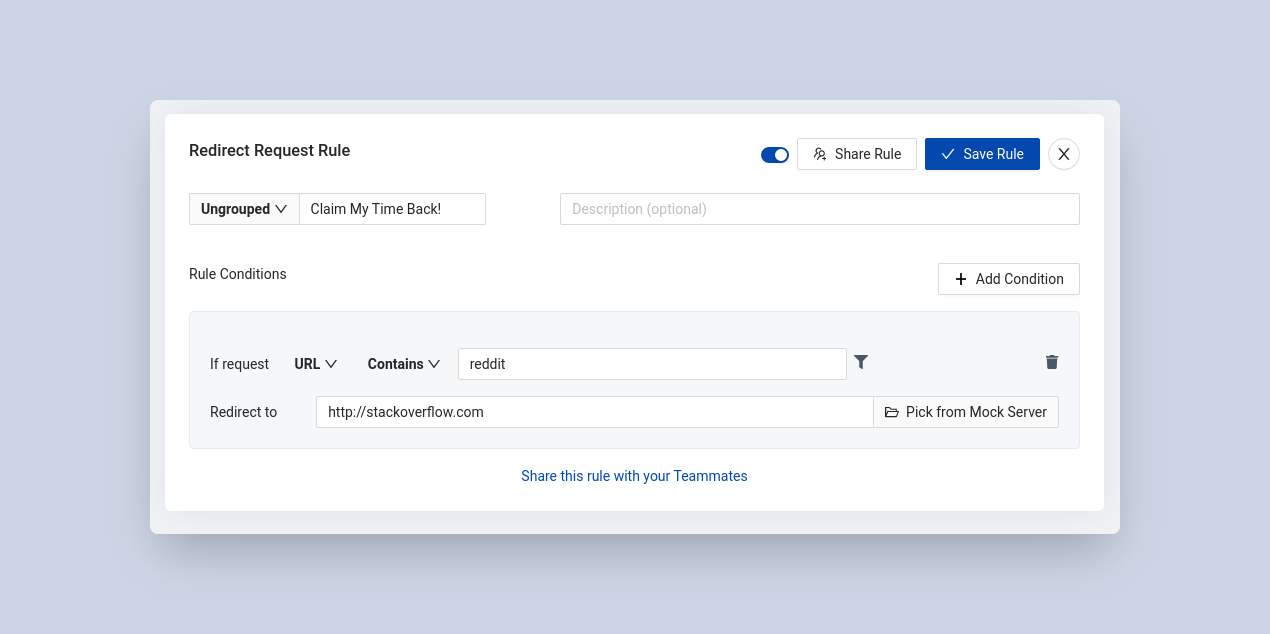 Redirect Request Rule
Share Rule
Save Rule
Ungrouped
Claim My Time Back!
Description (optional)
Rule Conditions
Add Condition
If request URL Contains reddit
Redirect to http://stackoverflow.com Pick from Mock Server
Share this rule with your Teammates